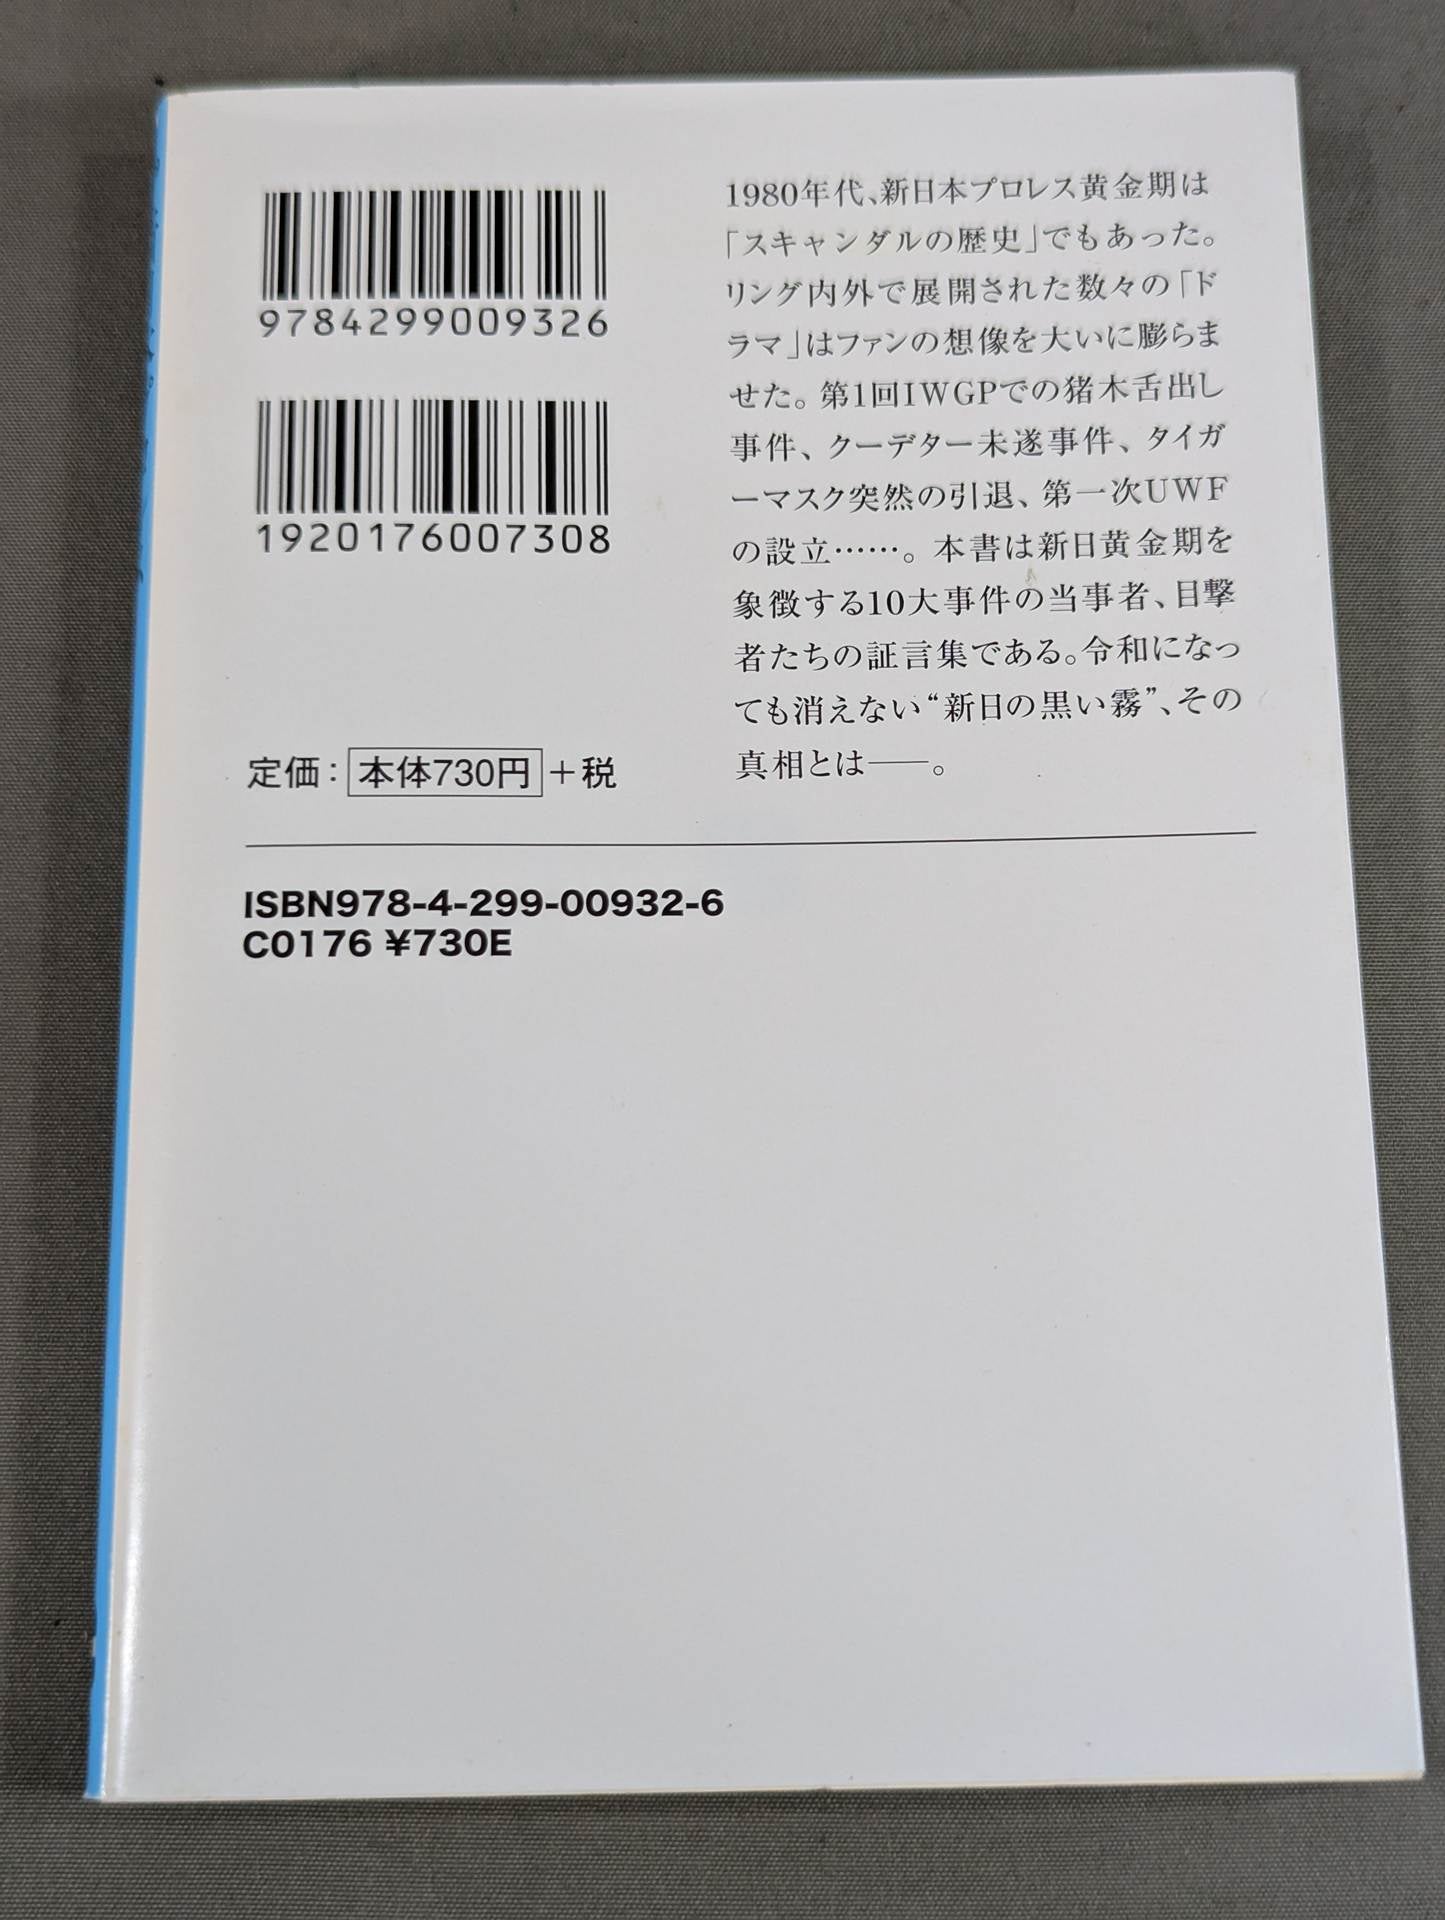 9784299009326
1920176007308
定価：本体730円＋税
1980年代、新日本プロレス黄金期は
「スキャンダルの歴史」でもあった。
リング内外で展開された数々の「ド
ラマ」はファンの想像を大いに膨らま
せた。第1回IWGPでの猪木舌出し
事件、クーデター未遂事件、タイガ
ーマスク突然の引退、第一次UWF
の設立……。本書は新日黄金期を
象徴する10大事件の当事者、目撃
者たちの証言集である。令和になっ
ても消えない“新日の黒い霧”、その
真相とは――。
ISBN978-4-299-00932-6
C0176 ¥730E